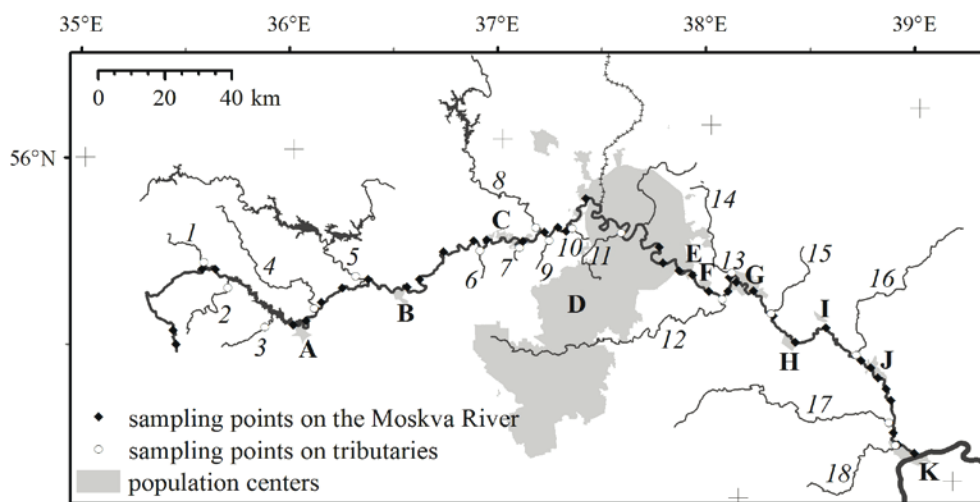 35°E 36°E 37°E 38°E 39°E
0 20 40 km
56°N
8
14
1
C
5
4
10
E
13
15
2
6
7
9
11
F
G
16
B
D
I
3
A
12
H
J
sampling points on the Moskva River
17
sampling points on tributaries
population centers
18
K